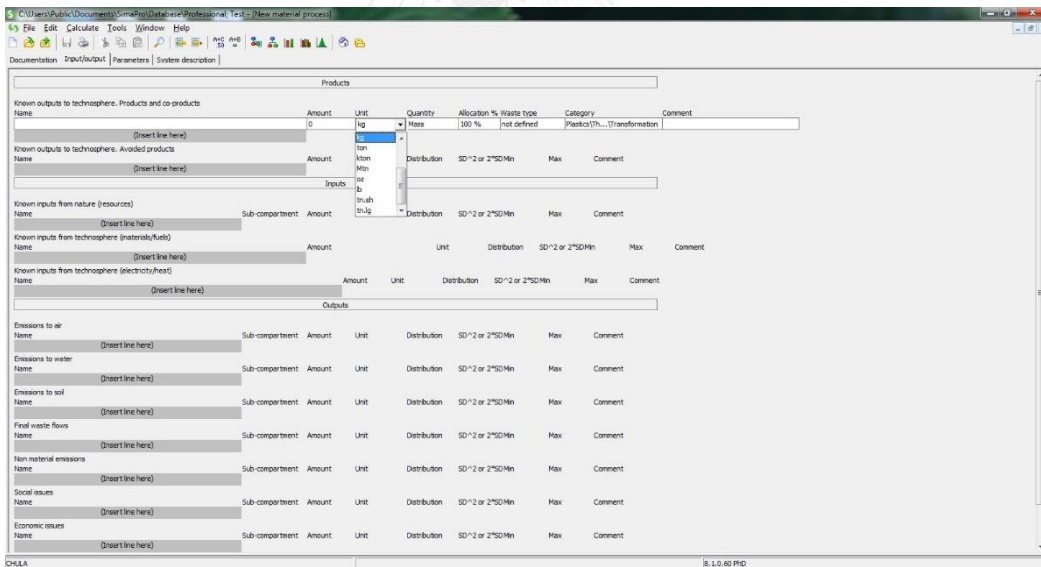 C:\Users\Public\Documents\SimaPro\Database\Professional; Test - [New material process]
File Edit Calculate Tools Window Help
Documentation Input/output Parameters System description
Products
Known outputs to technosphere. Products and co-products
Name Amount Unit Quantity Allocation % Waste type Category Comment
0 kg Mass 100 % not defined Plastics\Th...\Transformation
(Insert line here) kg
Known outputs to technosphere. Avoided products ton
Name Amount kton Distribution SD^2 or 2*SD Min Max Comment
(Insert line here) Mtn
oz
Inputs
lb
tn.sh
Known inputs from nature (resources)
tn.lg
Name Sub-compartment Amount Distribution SD^2 or 2*SD Min Max Comment
(Insert line here)
Known inputs from technosphere (materials/fuels)
Name Amount Unit Distribution SD^2 or 2*SD Min Max Comment
(Insert line here)
Known inputs from technosphere (electricity/heat)
Name Amount Unit Distribution SD^2 or 2*SD Min Max Comment
(Insert line here)
Outputs
Emissions to air
Name Sub-compartment Amount Unit Distribution SD^2 or 2*SD Min Max Comment
(Insert line here)
Emissions to water
Name Sub-compartment Amount Unit Distribution SD^2 or 2*SD Min Max Comment
(Insert line here)
Emissions to soil
Name Sub-compartment Amount Unit Distribution SD^2 or 2*SD Min Max Comment
(Insert line here)
Final waste flows
Name Sub-compartment Amount Unit Distribution SD^2 or 2*SD Min Max Comment
(Insert line here)
Non material emissions
Name Sub-compartment Amount Unit Distribution SD^2 or 2*SD Min Max Comment
(Insert line here)
Social issues
Name Sub-compartment Amount Unit Distribution SD^2 or 2*SD Min Max Comment
(Insert line here)
Economic issues
Name Sub-compartment Amount Unit Distribution SD^2 or 2*SD Min Max Comment
(Insert line here)
CHULA 8.1.0.60 PhD